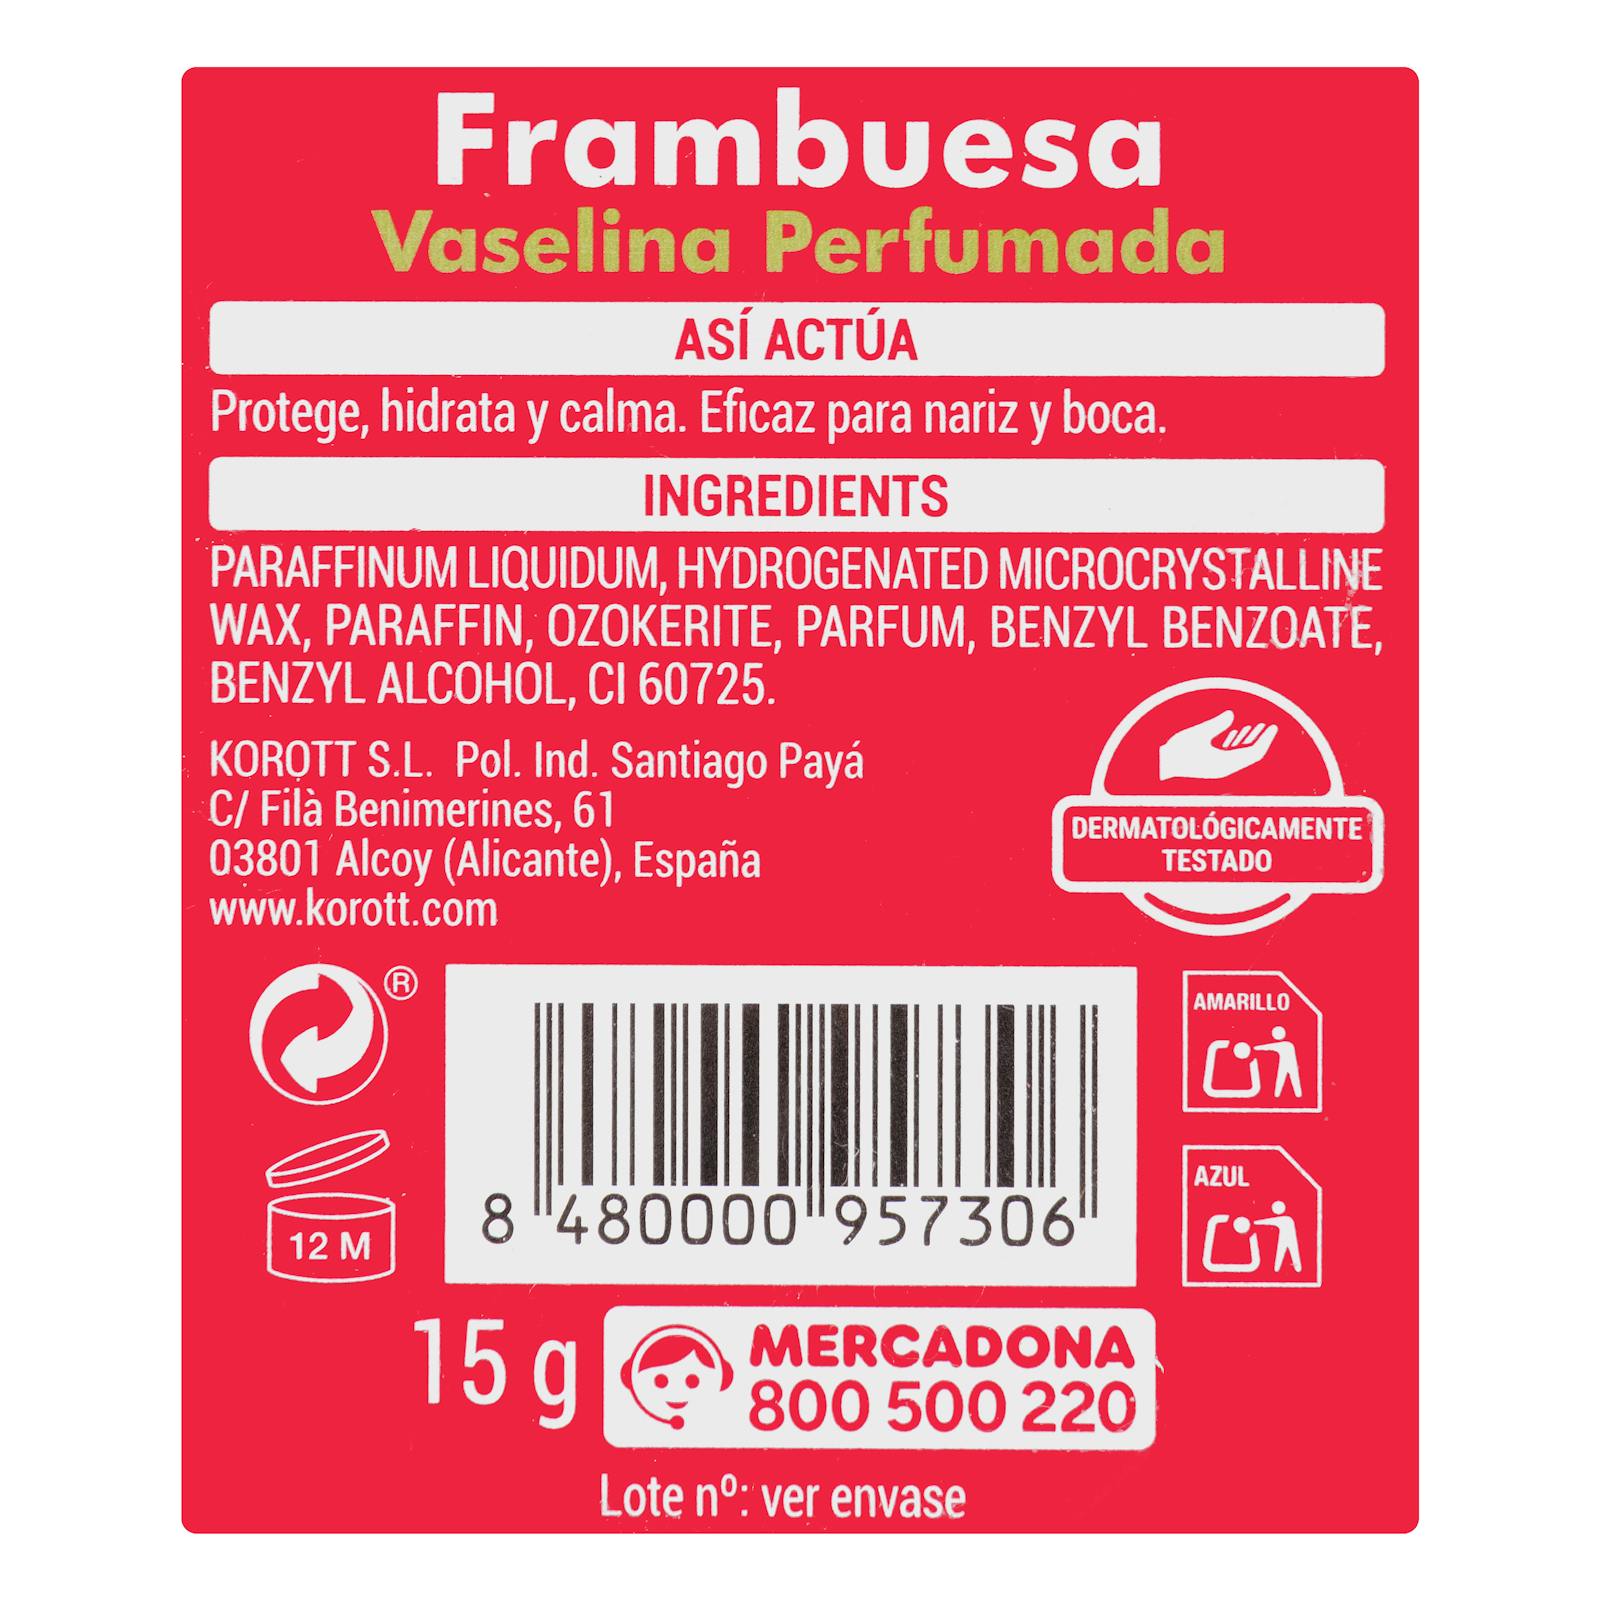 Frambuesa
Vaselina Perfumada
ASÍ ACTÚA
Protege, hidrata y calma. Eficaz para nariz y boca.
INGREDIENTS
PARAFFINUM LIQUIDUM, HYDROGENATED MICROCRYSTALLINE
WAX, PARAFFIN, OZOKERITE, PARFUM, BENZYL BENZOATE,
BENZYL ALCOHOL, CI 60725.
KOROTT S.L. Pol. Ind. Santiago Payá
C/ Filà Benimerines, 61
03801 Alcoy (Alicante), España
www.korott.com
DERMATOLÓGICAMENTE
TESTADO
®
AMARILLO
AZUL
12 M
8 480000 957306
15 g
MERCADONA
800 500 220
Lote nº: ver envase